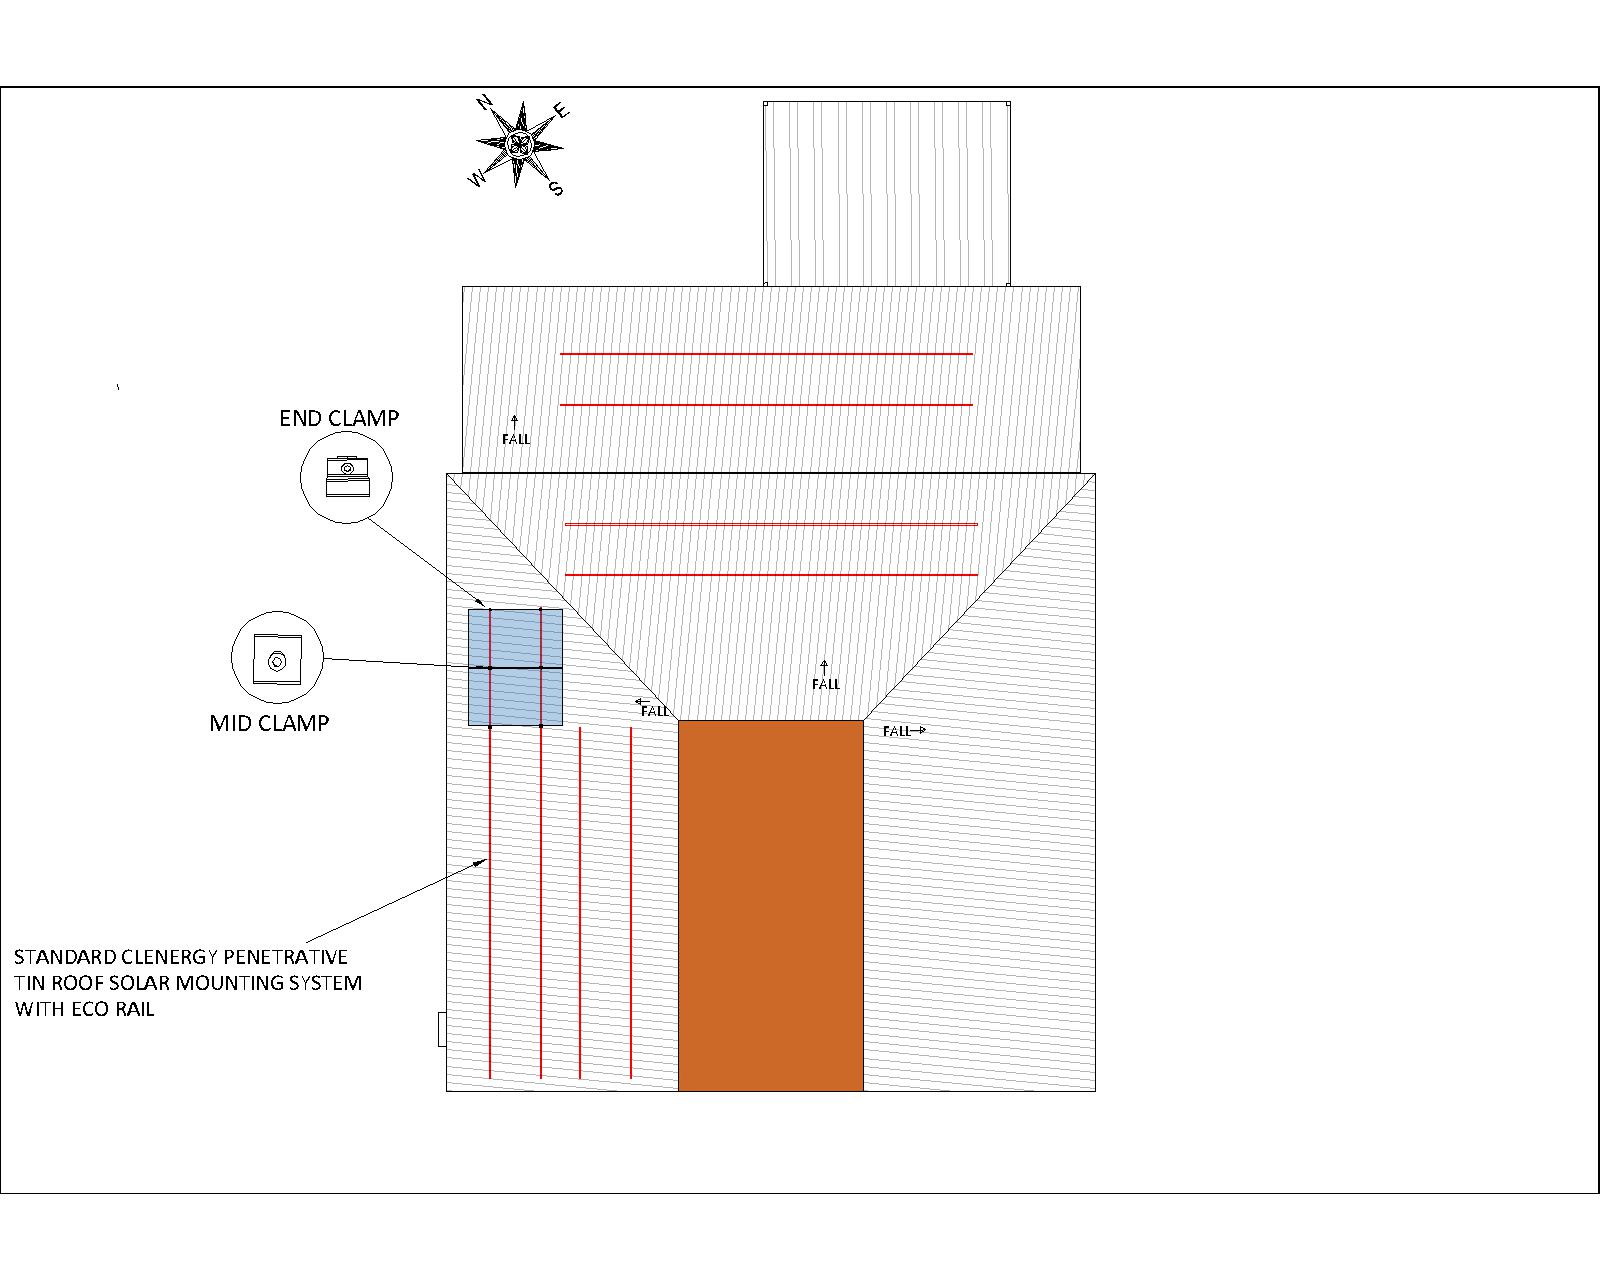 N
E
W
S
END CLAMP
FALL
MID CLAMP
FALL
FALL
FALL
STANDARD CLENERGY PENETRATIVE
TIN ROOF SOLAR MOUNTING SYSTEM
WITH ECO RAIL